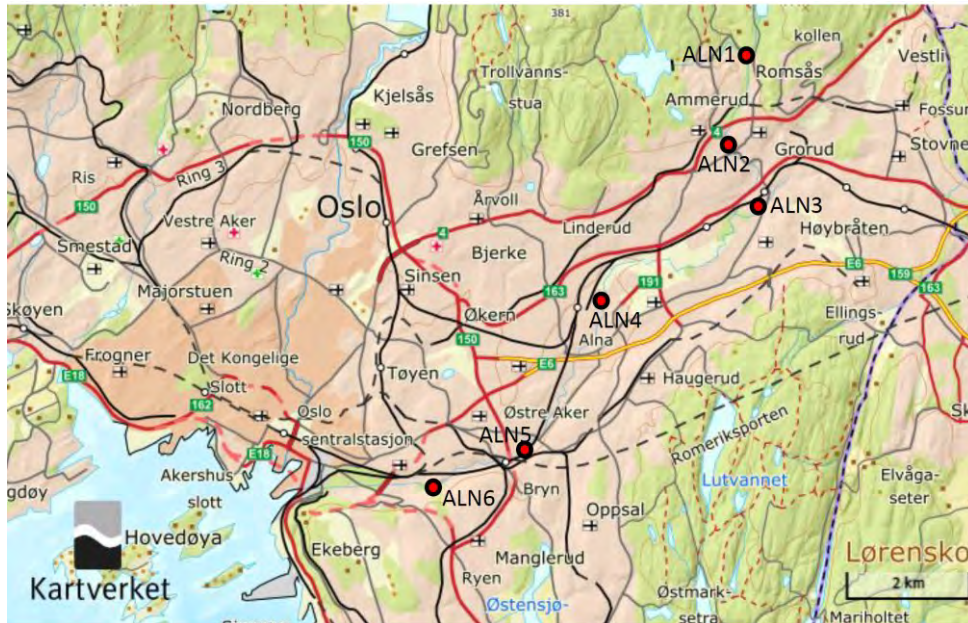 381
kollen
Vestli
ALN1
Romsås
Trollvanns-
stua
Kjelsås
Ammerud
Fossum
Nordberg
4
150
Grefsen
ALN2
Grorud
Stovner
Ris
Ring 3
150
Oslo
Årvoll
ALN3
Vestre Aker
Linderud
Høybråten
4
Smestad
Ring 2
Bjerke
E6
159
Sinsen
163
191
163
Majorstuen
Skøyen
Økern
ALN4
Ellings-
rud
150
Alna
Frogner
Det Kongelige
Slott
E6
Tøyen
Haugerud
E18
162
Oslo
sentralstasjon
Østre Aker
ALN5
Romeriksporten
E18
Akershus
slott
Bryn
Lutvannet
Elvåga-
seter
ALN6
gdøy
Oppsal
Hovedøya
Ekeberg
Manglerud
Lørensko
Kartverket
Ryen
2 km
Østensjø-
Østmark-
setra
Mariholtet